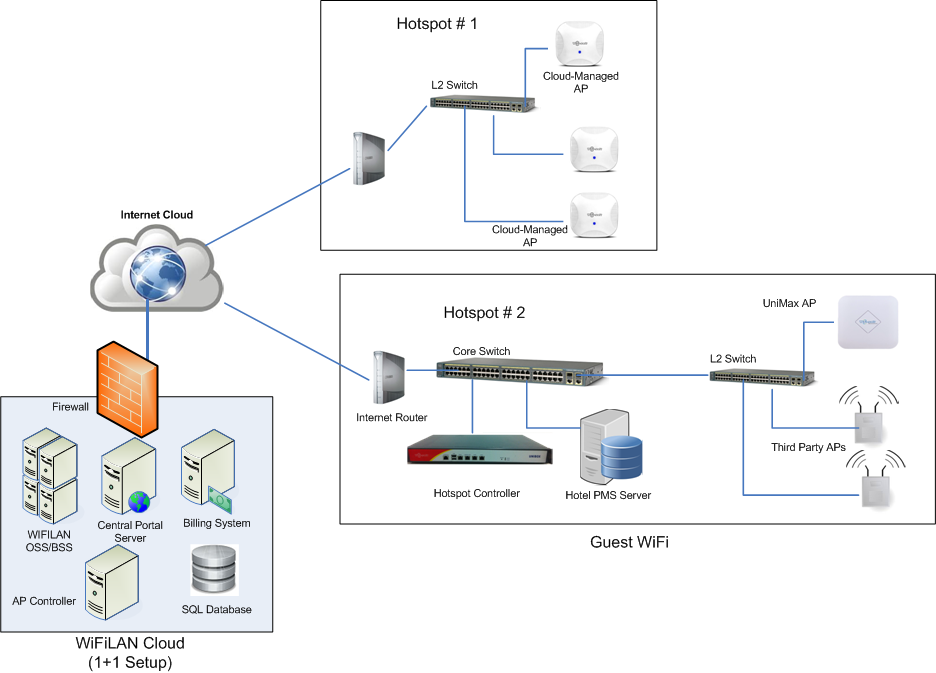 Hotspot # 1
L2 Switch
Cloud-Managed
AP
Cloud-Managed
AP
Internet Cloud
Hotspot # 2
UniMax AP
Core Switch
L2 Switch
Internet Router
Third Party APs
Hotspot Controller
Hotel PMS Server
Guest WiFi
Firewall
WIFILAN
OSS/BSS
Central Portal
Server
Billing System
AP Controller
SQL Database
WiFiLAN Cloud
(1+1 Setup)